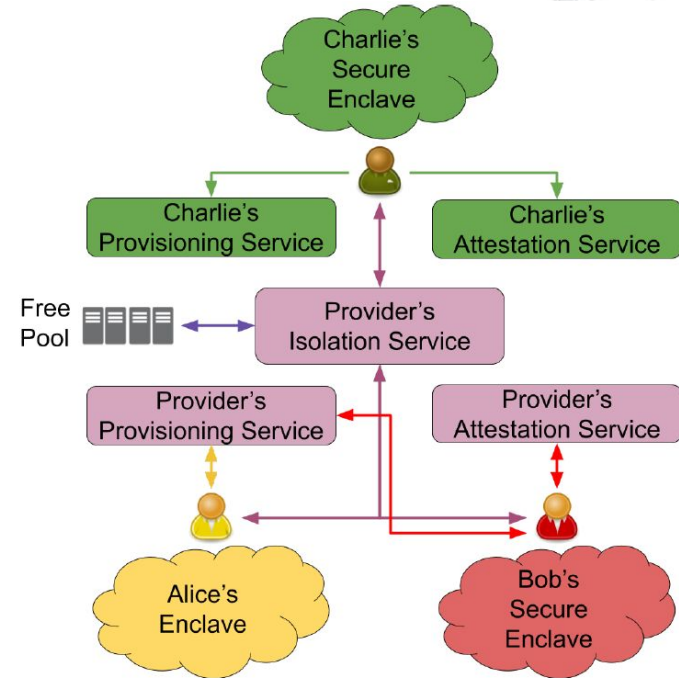 Charlie's
Secure
Enclave
Charlie's
Provisioning Service
Charlie's
Attestation Service
Free
Pool
Provider's
Isolation Service
Provider's
Provisioning Service
Provider's
Attestation Service
Alice's
Enclave
Bob's
Secure
Enclave